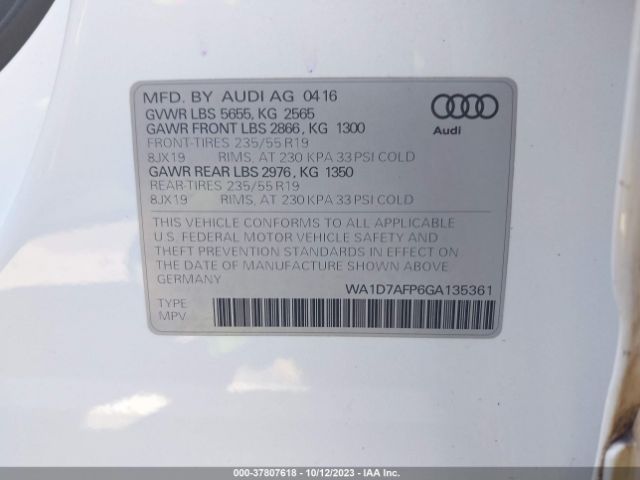 MFD. BY AUDI AG 0416
GVWR LBS 5655, KG 2565
GAWR FRONT LBS 2866, KG 1300
FRONT-TIRES 235/55 R19
8JX19 RIMS, AT 230 KPA 33 PSI COLD
GAWR REAR LBS 2976, KG 1350
REAR-TIRES 235/55 R19
8JX19 RIMS, AT 230 KPA 33 PSI COLD
Audi
THIS VEHICLE CONFORMS TO ALL APPLICABLE
U.S. FEDERAL MOTOR VEHICLE SAFETY AND
THEFT PREVENTION STANDARDS IN EFFECT ON
THE DATE OF MANUFACTURE SHOWN ABOVE.
GERMANY
WA1D7AFP6GA135361
TYPE
MPV
000-37807618 - 10/12/2023 - IAA Inc.